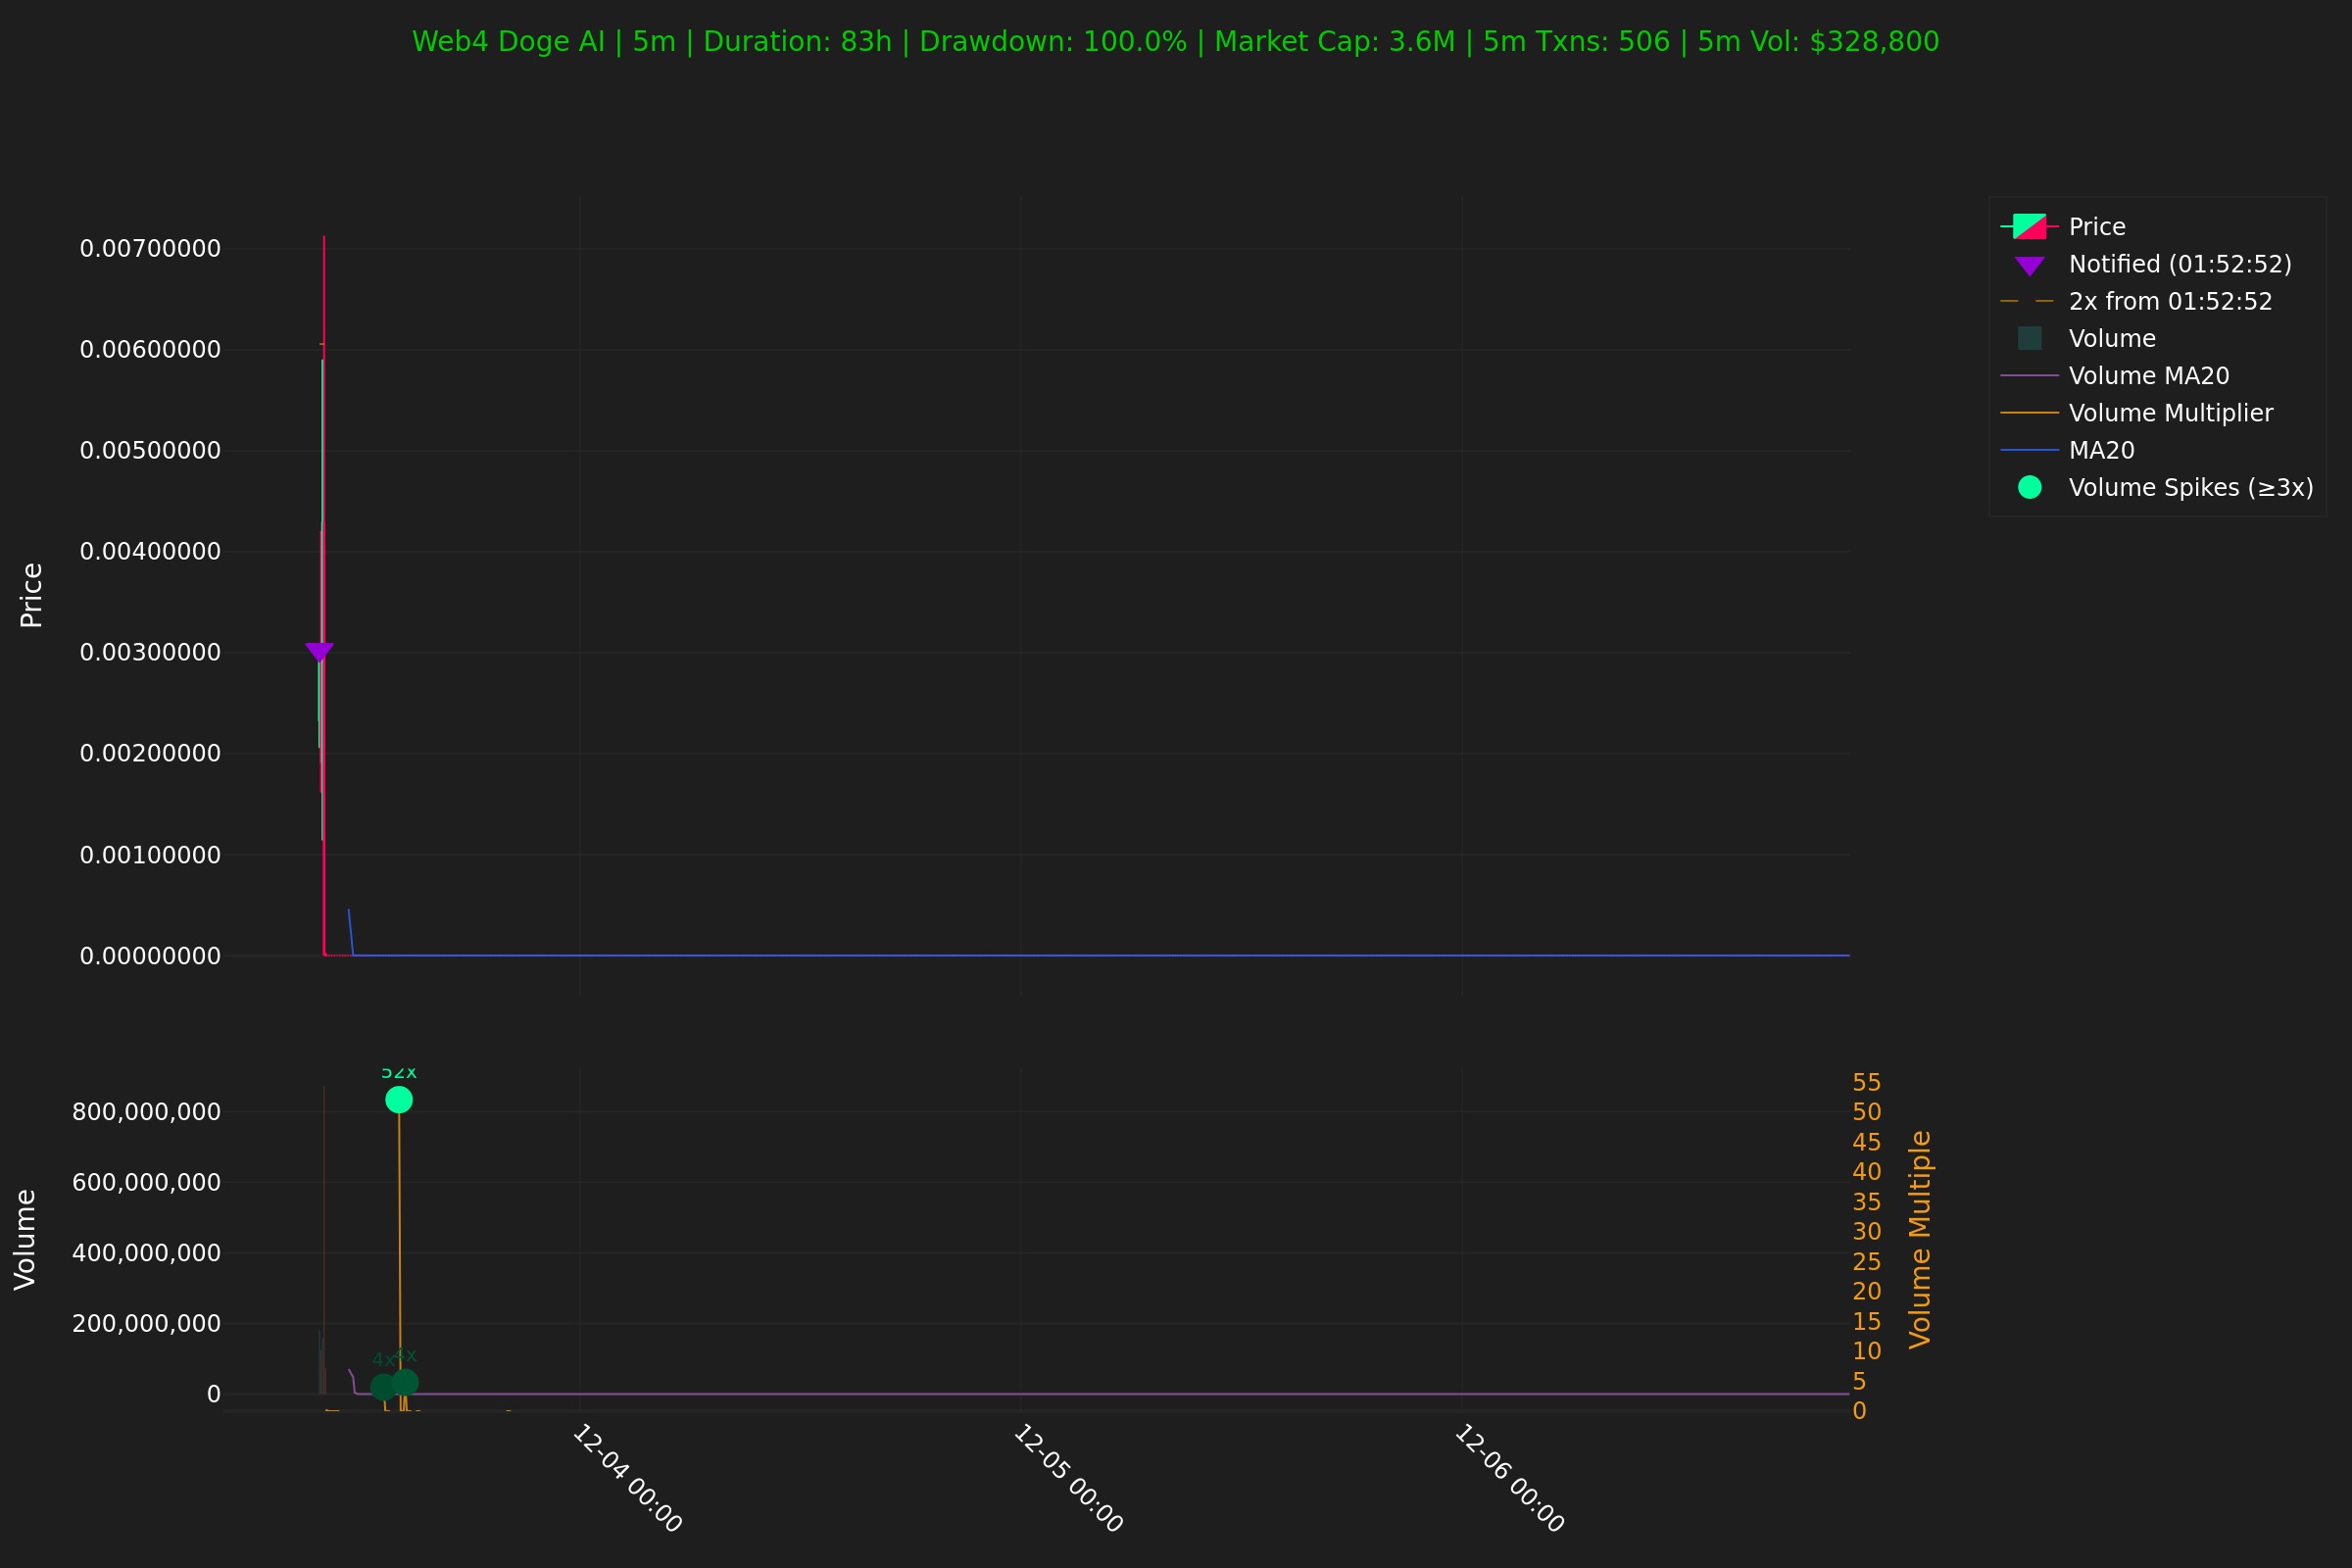 Web4 Doge AI | 5m | Duration: 83h | Drawdown: 100.0% | Market Cap: 3.6M | 5m Txns: 506 | 5m Vol: $328,800
Price
0.00700000
0.00600000
0.00500000
0.00400000
0.00300000
0.00200000
0.00100000
0.00000000
Price
Notified (01:52:52)
2x from 01:52:52
Volume
Volume MA20
Volume Multiplier
MA20
Volume Spikes (≥3x)
Volume
800,000,000
600,000,000
400,000,000
200,000,000
0
52x
4x
4x
55
50
45
40
35
30
25
20
15
10
5
0
Volume Multiple
12-04 00:00
12-05 00:00
12-06 00:00